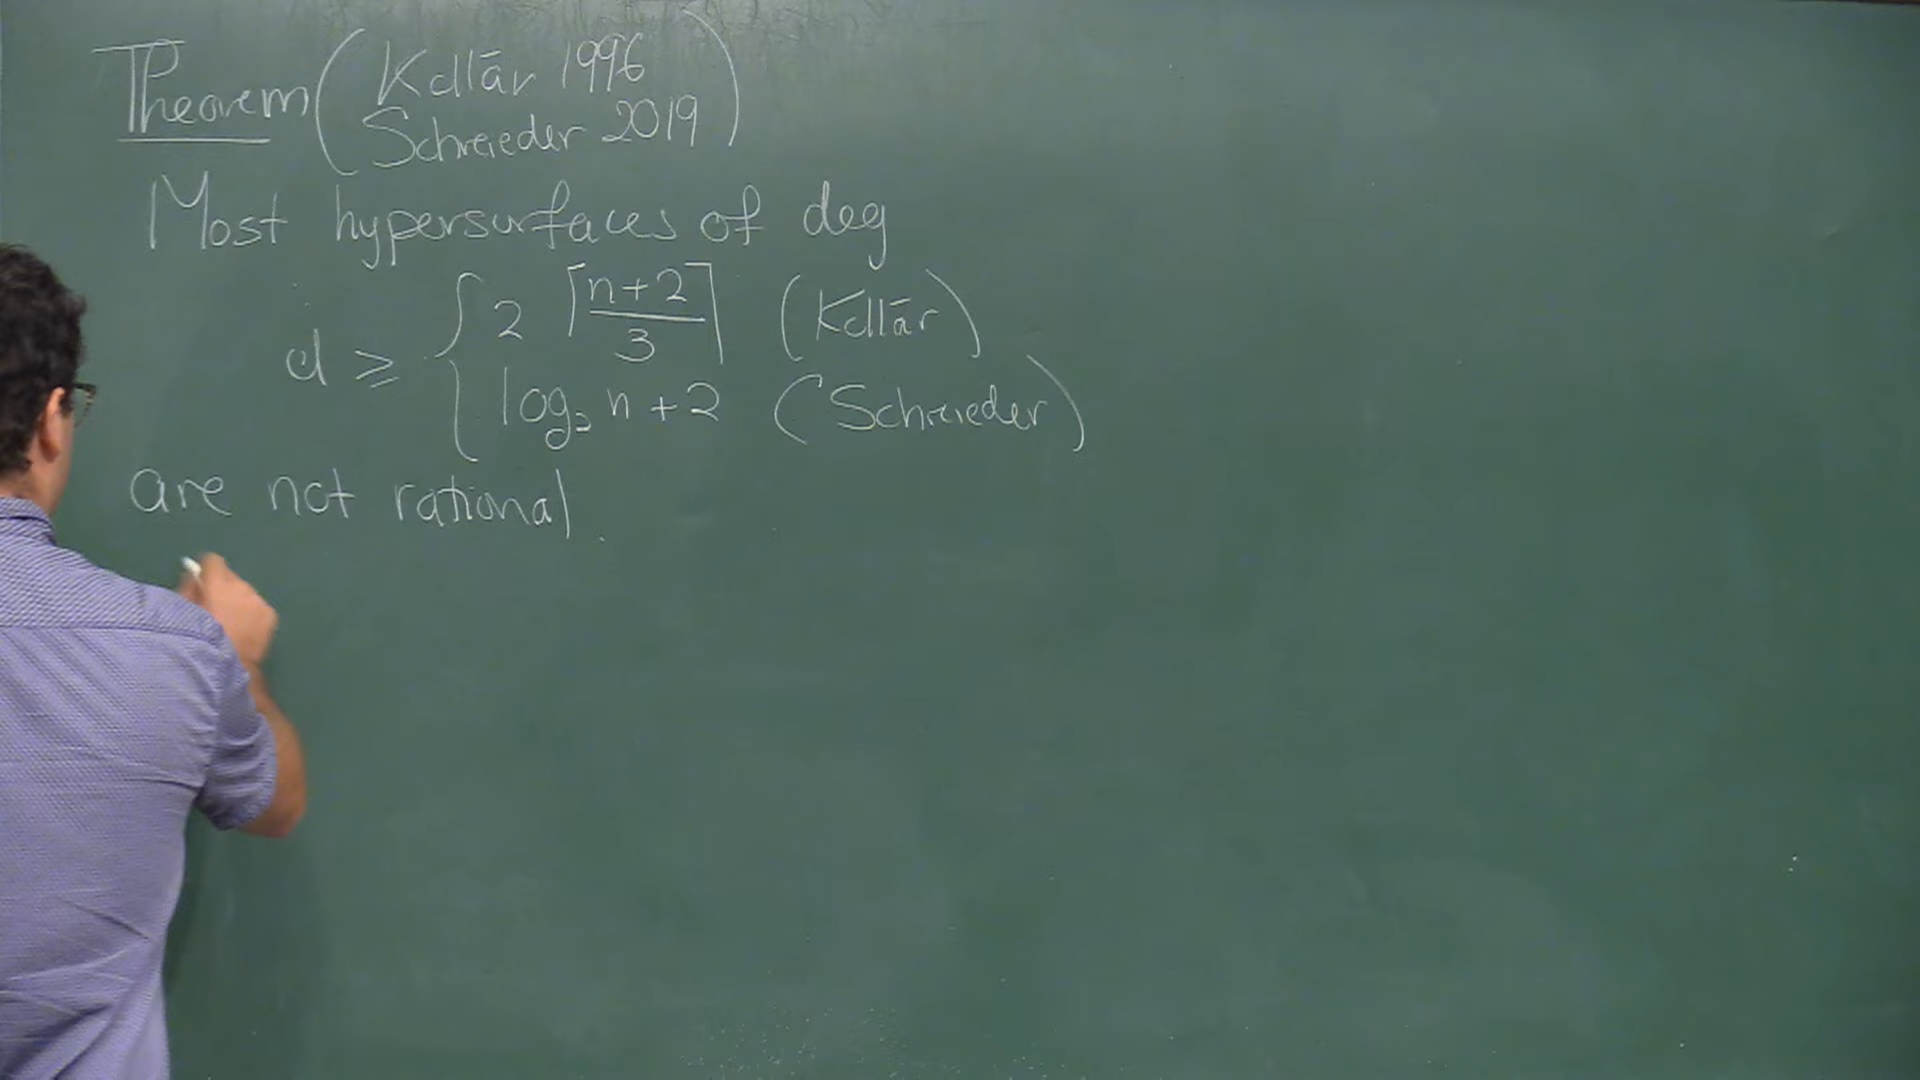 Theorem (Kollár 1996
Schreieder 2019)
Most hypersurfaces of deg
d ≥ { 2 ⌈(n+2)/3⌉ (Kollár)
log₂ n + 2 (Schreieder)
are not rational.